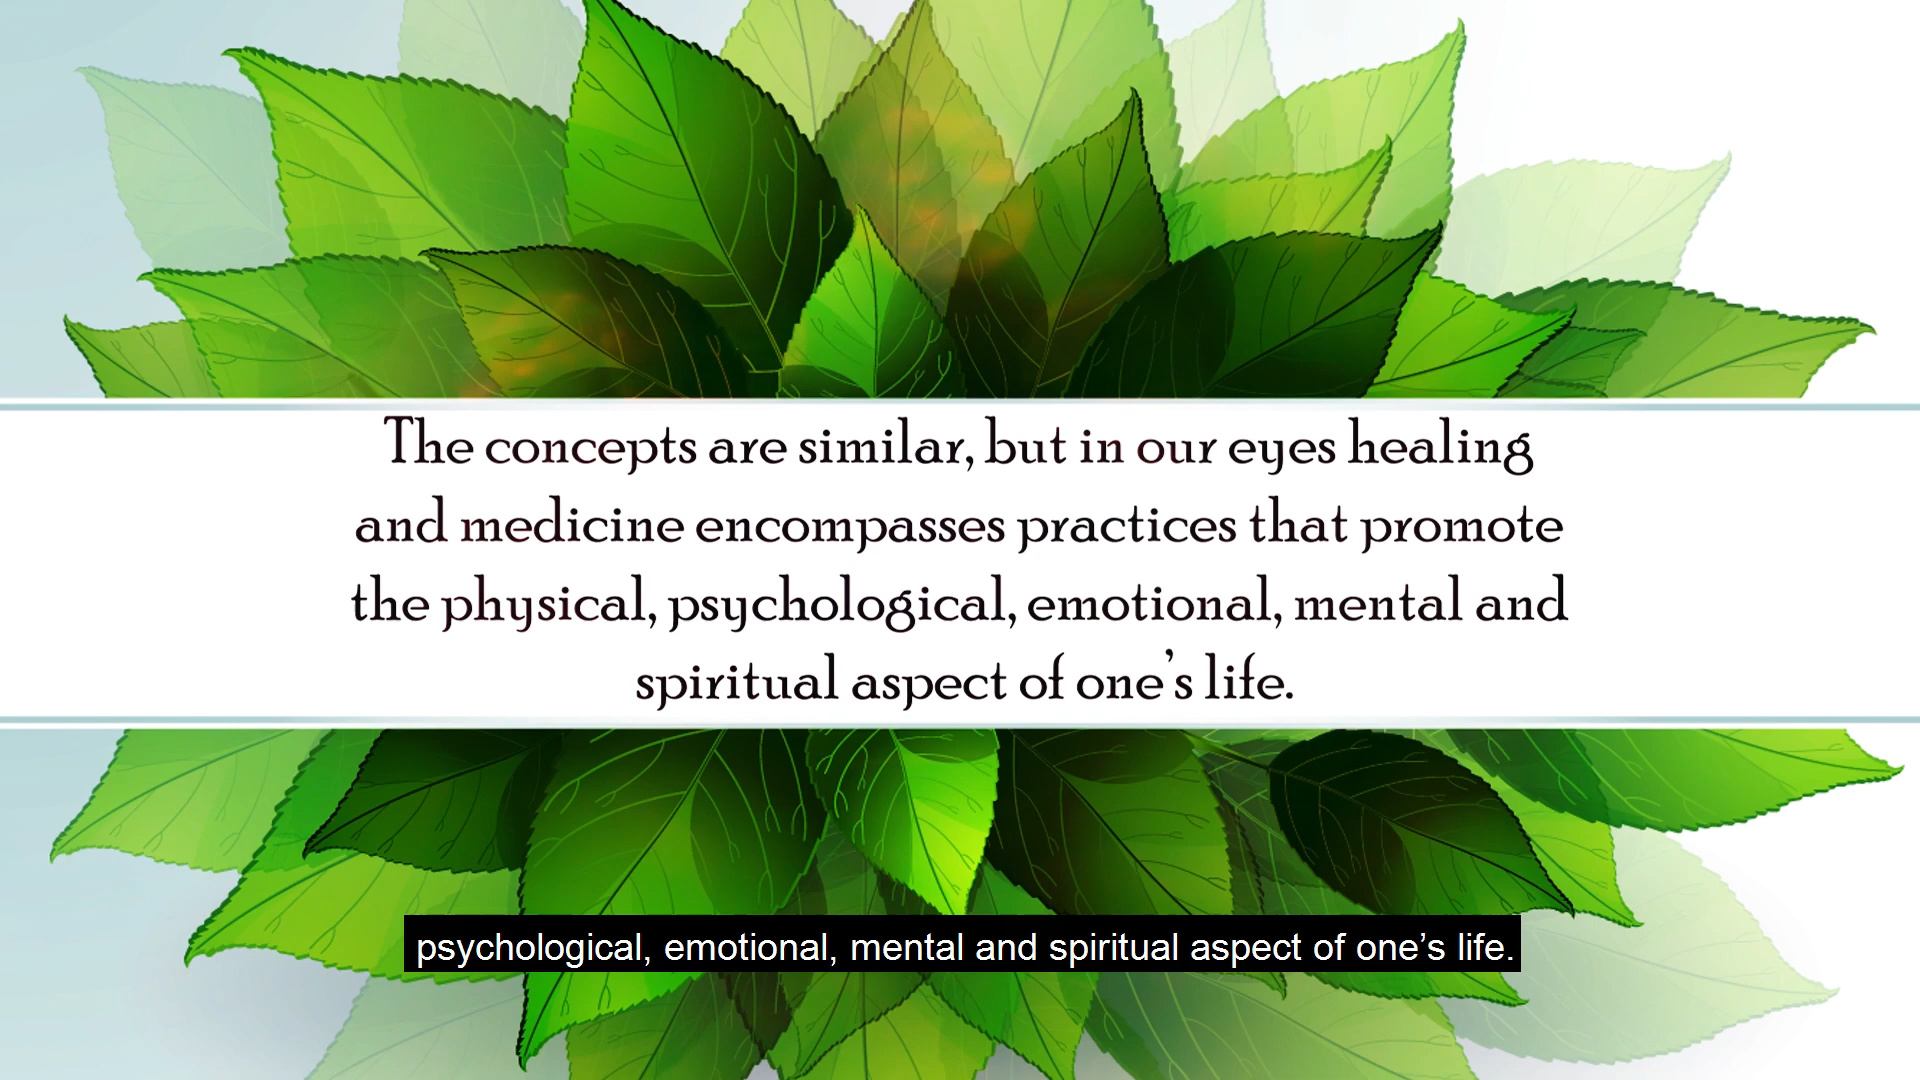 The concepts are similar, but in our eyes healing
and medicine encompasses practices that promote
the physical, psychological, emotional, mental and
spiritual aspect of one's life.
psychological, emotional, mental and spiritual aspect of one’s life.